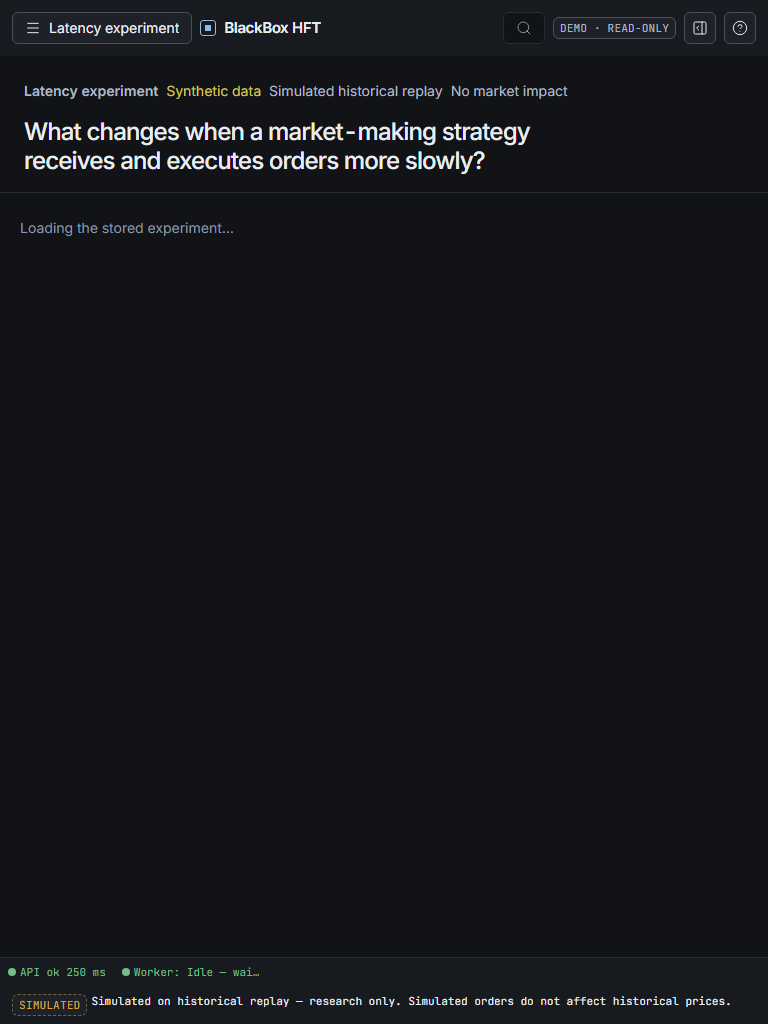 Latency experiment BlackBox HFT DEMO · READ-ONLY
Latency experiment Synthetic data Simulated historical replay No market impact
What changes when a market-making strategy
receives and executes orders more slowly?
Loading the stored experiment...
API ok 250 ms Worker: Idle — wai…
SIMULATED Simulated on historical replay — research only. Simulated orders do not affect historical prices.